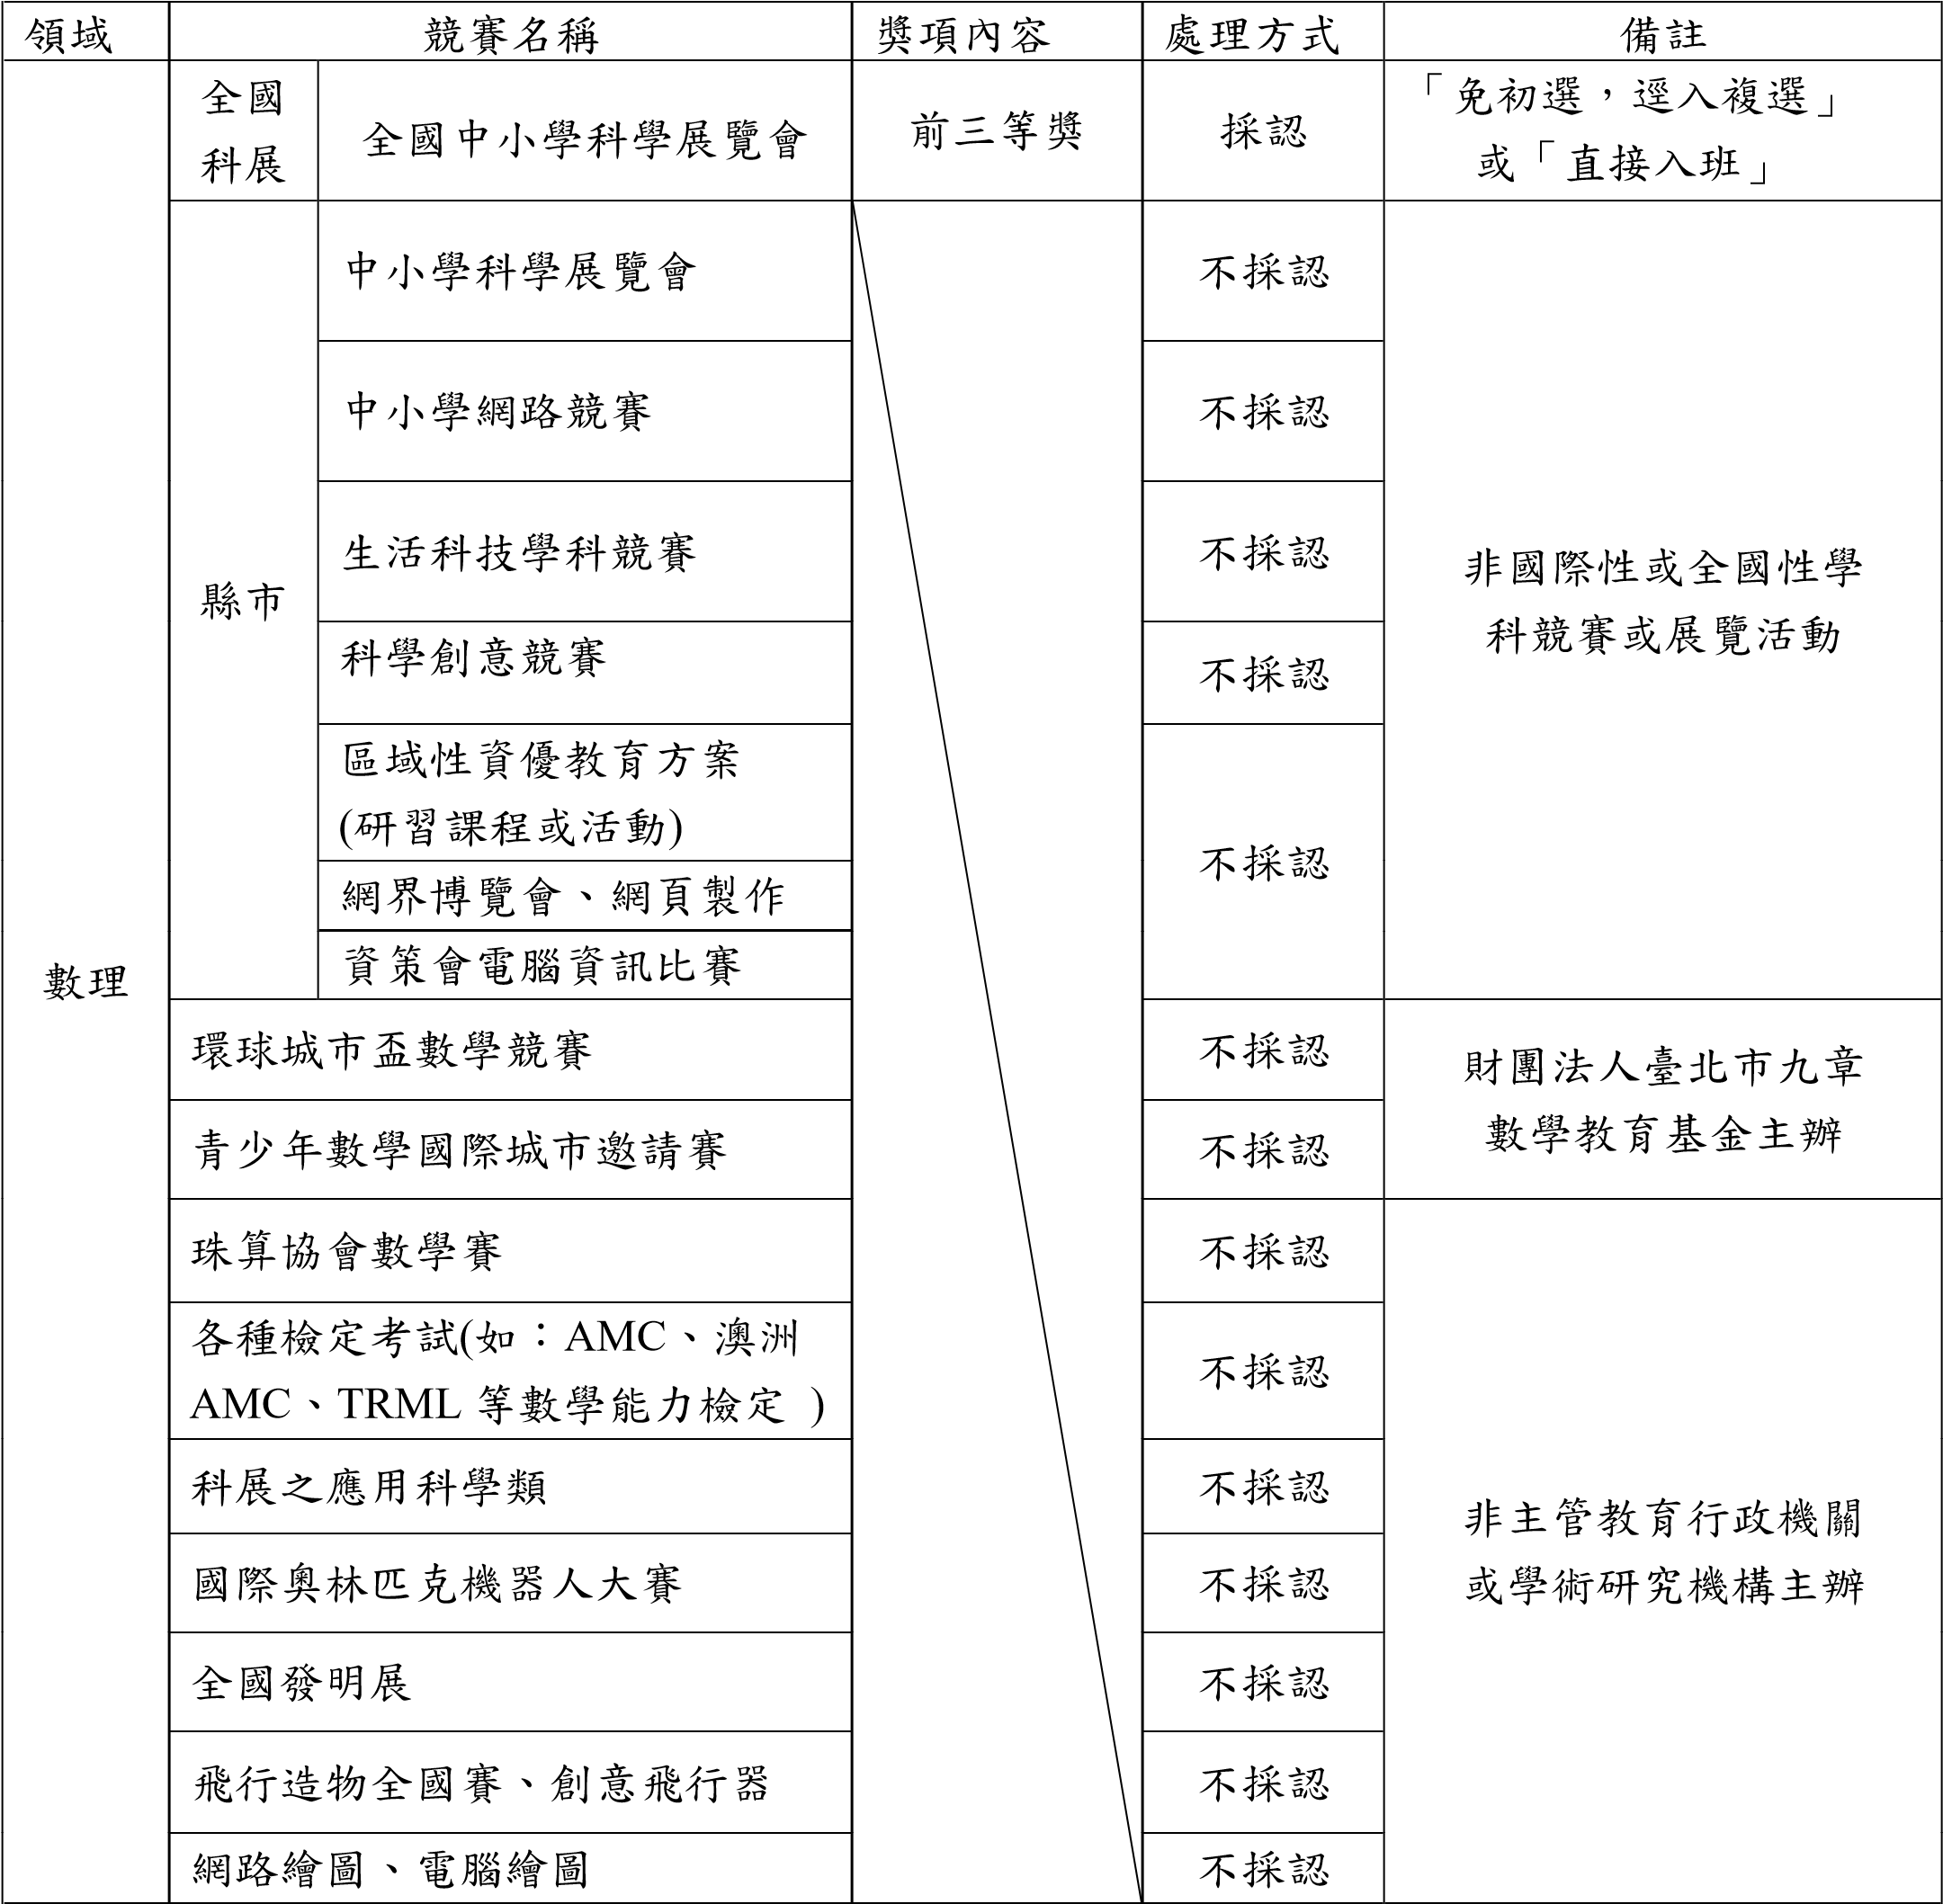 領域 競賽名稱 獎項內容 處理方式 備註
全國
科展
全國中小學科學展覽會
前三等獎
採認
「免初選，逕入複選」
或「直接入班」
數理
縣市
中小學科學展覽會
不採認
中小學網路競賽
不採認
生活科技學科競賽
不採認
科學創意競賽
不採認
區域性資優教育方案
(研習課程或活動)
網界博覽會、網頁製作
資策會電腦資訊比賽
不採認
非國際性或全國性學
科競賽或展覽活動
環球城市盃數學競賽
不採認
青少年數學國際城市邀請賽
不採認
財團法人臺北市九章
數學教育基金主辦
珠算協會數學賽
不採認
各種檢定考試(如：AMC、澳洲
AMC、TRML 等數學能力檢定 )
不採認
科展之應用科學類
不採認
國際奧林匹克機器人大賽
不採認
全國發明展
不採認
飛行造物全國賽、創意飛行器
不採認
網路繪圖、電腦繪圖
不採認
非主管教育行政機關
或學術研究機構主辦